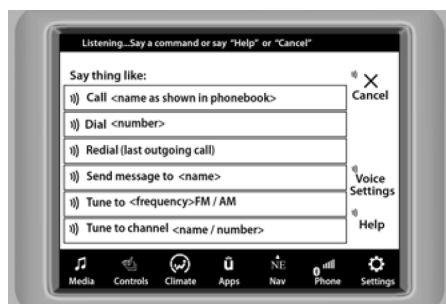 Listening...Say a command or say "Help" or "Cancel"
Say thing like:
Call <name as shown in phonebook>
Dial <number>
Redial (last outgoing call)
Send message to <name>
Tune to <frequency>FM / AM
Tune to channel <name / number>
Cancel
Voice
Settings
Help
ū
NE
Media Controls Climate Apps Nav Phone Settings